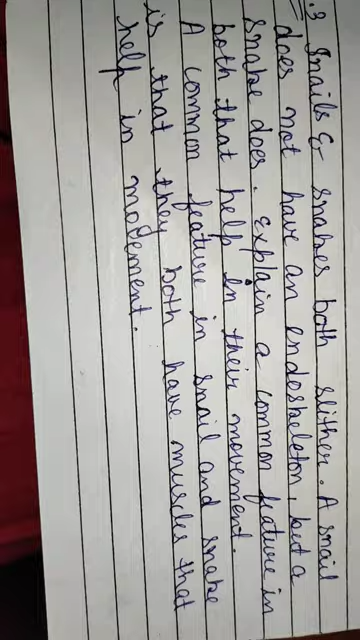 .3 Snails & snakes both slither. A snail
does not have an endoskeleton, but a
snake does. Explain a common feature in
both that help in their movement.
A common feature in snail and snake
is that they both have muscles that
help in movement.